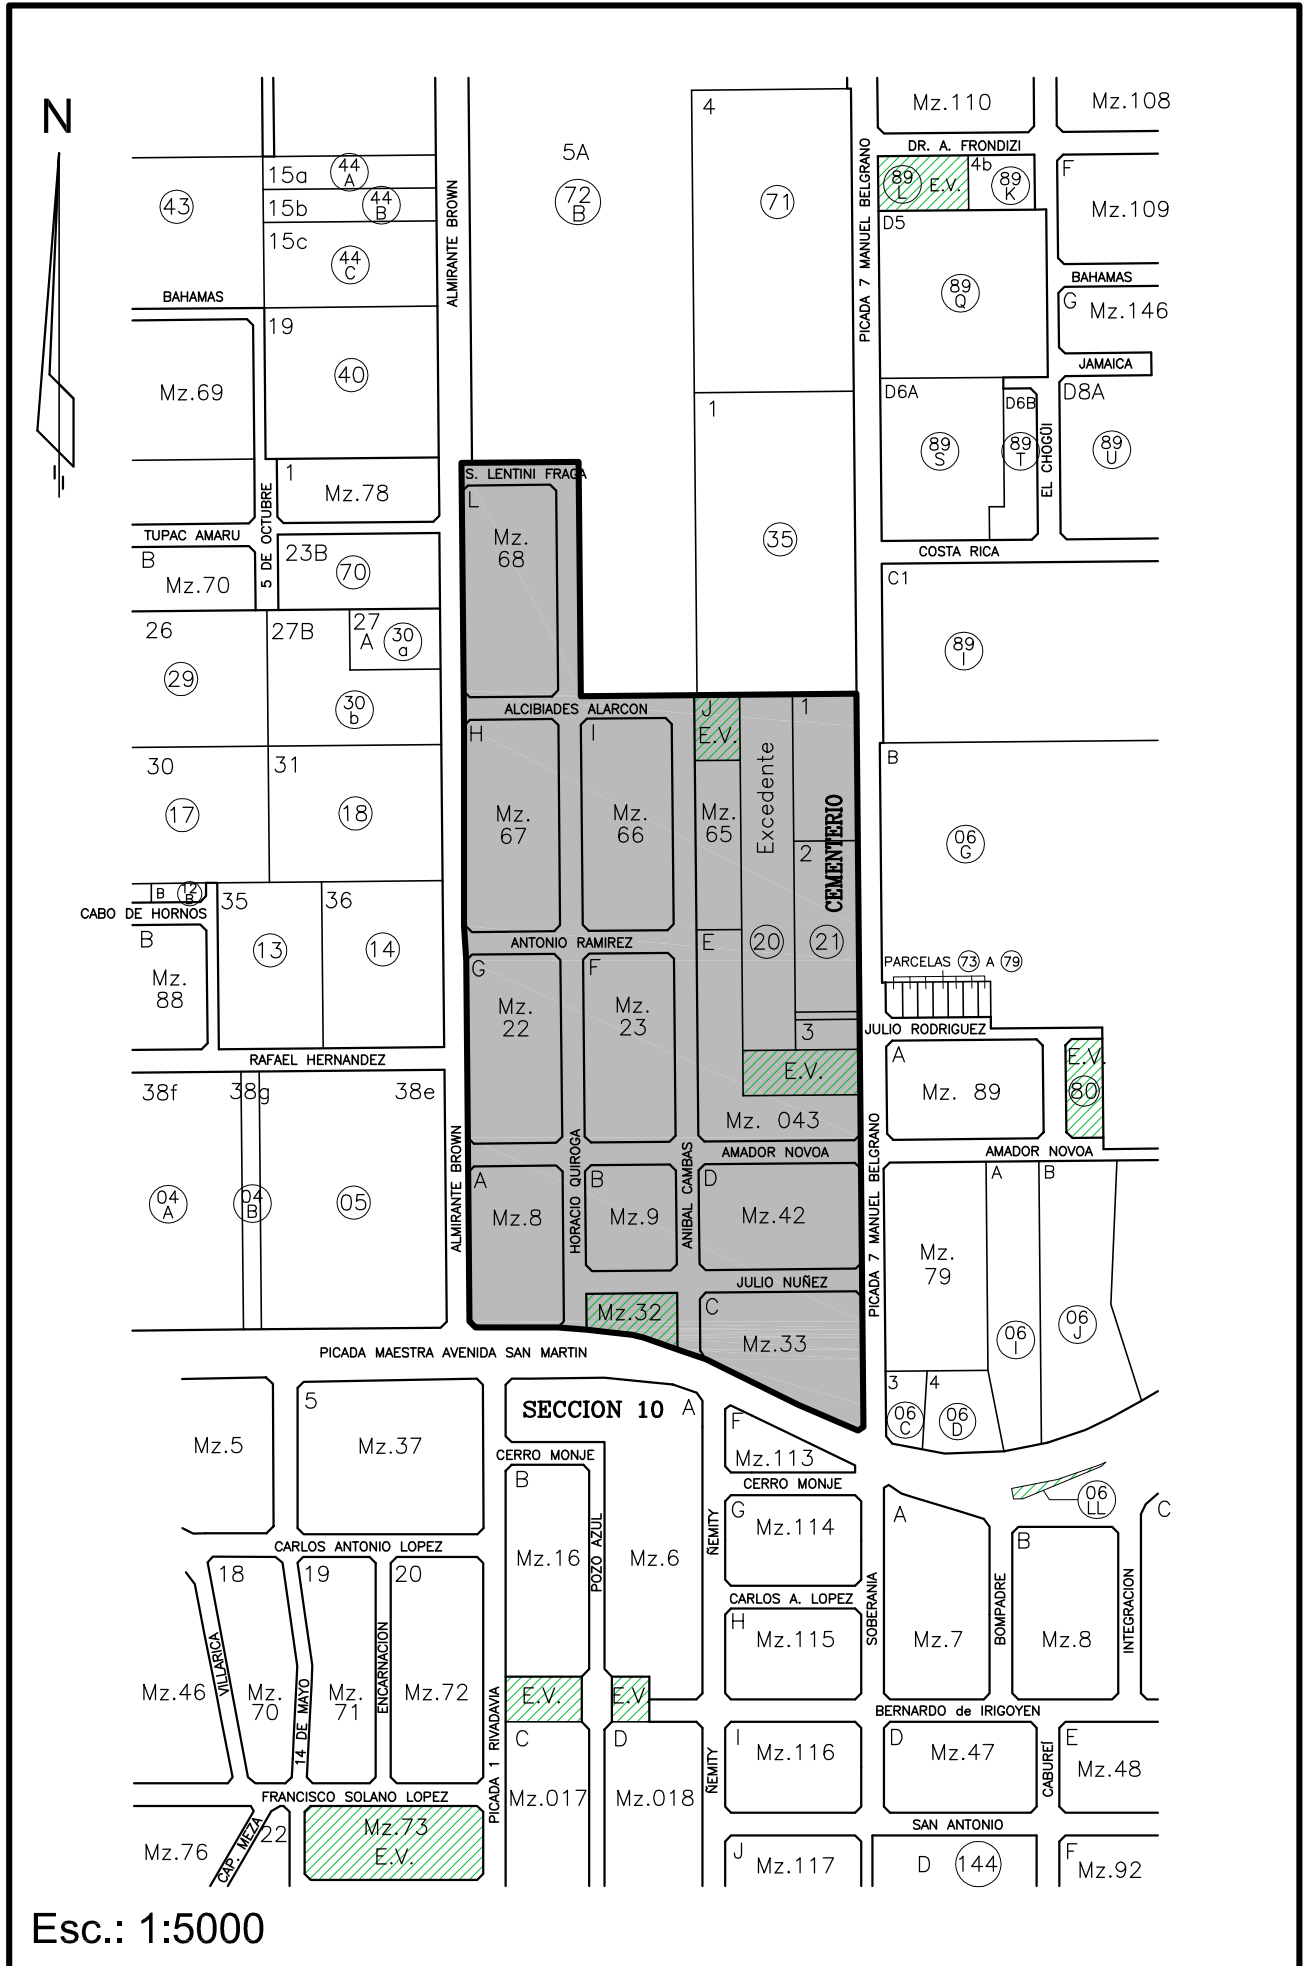 N
Mz.110
Mz.108
DR. A. FRONDIZI
4
5A
72
B
71
PICADA 7 MANUEL BELGRANO
ALMIRANTE BROWN
43
15a
44
A
15b
44
B
15c
44
C
89
L
E.V.
4b
89
K
F
Mz.109
D5
89
Q
BAHAMAS
BAHAMAS
G
Mz.146
JAMAICA
19
40
Mz.69
1
D6A
D6B
D8A
89
S
89
T
89
U
EL CHOGÜÍ
1
Mz.78
5 DE OCTUBRE
S. LENTINI FRAGA
L
Mz.
68
35
TUPAC AMARU
COSTA RICA
B
Mz.70
23B
70
C1
89
I
26
29
27B
27
A
30
a
30
b
ALCIBIADES ALARCON
H
I
J
E.V.
1
30
17
31
18
Mz.
67
Mz.
66
Mz.
65
Excedente
CEMENTERIO
2
B
06
G
B
12
B
CABO DE HORNOS
35
36
B
Mz.
88
13
14
ANTONIO RAMIREZ
E
20
21
PARCELAS 73 A 79
G
F
Mz.
22
Mz.
23
3
JULIO RODRIGUEZ
RAFAEL HERNANDEZ
E.V.
A
Mz. 89
E.V.
80
38f
38g
38e
Mz. 043
AMADOR NOVOA
AMADOR NOVOA
ALMIRANTE BROWN
HORACIO QUIROGA
ANIBAL CAMBAS
PICADA 7 MANUEL BELGRANO
04
A
04
B
05
A
Mz.8
B
Mz.9
D
Mz.42
A
B
Mz.
79
JULIO NUÑEZ
Mz.32
C
Mz.33
06
I
06
J
PICADA MAESTRA AVENIDA SAN MARTIN
3
4
06
C
06
D
5
SECCION 10
A
F
Mz.5
Mz.37
CERRO MONJE
Mz.113
CERRO MONJE
B
06
LL
G
Mz.114
A
B
C
CARLOS ANTONIO LOPEZ
Mz.16
POZO AZUL
Mz.6
ÑEMITY
18
19
20
CARLOS A. LOPEZ
VILLARICA
ENCARNACION
H
Mz.115
SOBERANIA
Mz.7
BOMPADRE
Mz.8
INTEGRACION
Mz.46
Mz.
70
14 DE MAYO
Mz.
71
Mz.72
PICADA 1 RIVADAVIA
E.V.
E.V.
BERNARDO de IRIGOYEN
C
D
I
Mz.116
D
Mz.47
E
Mz.48
ÑEMITY
CABUREÍ
FRANCISCO SOLANO LOPEZ
Mz.017
Mz.018
Mz.76
CAP. MEZA
22
Mz.73
E.V.
SAN ANTONIO
J
Mz.117
D
144
F
Mz.92
Esc.: 1:5000